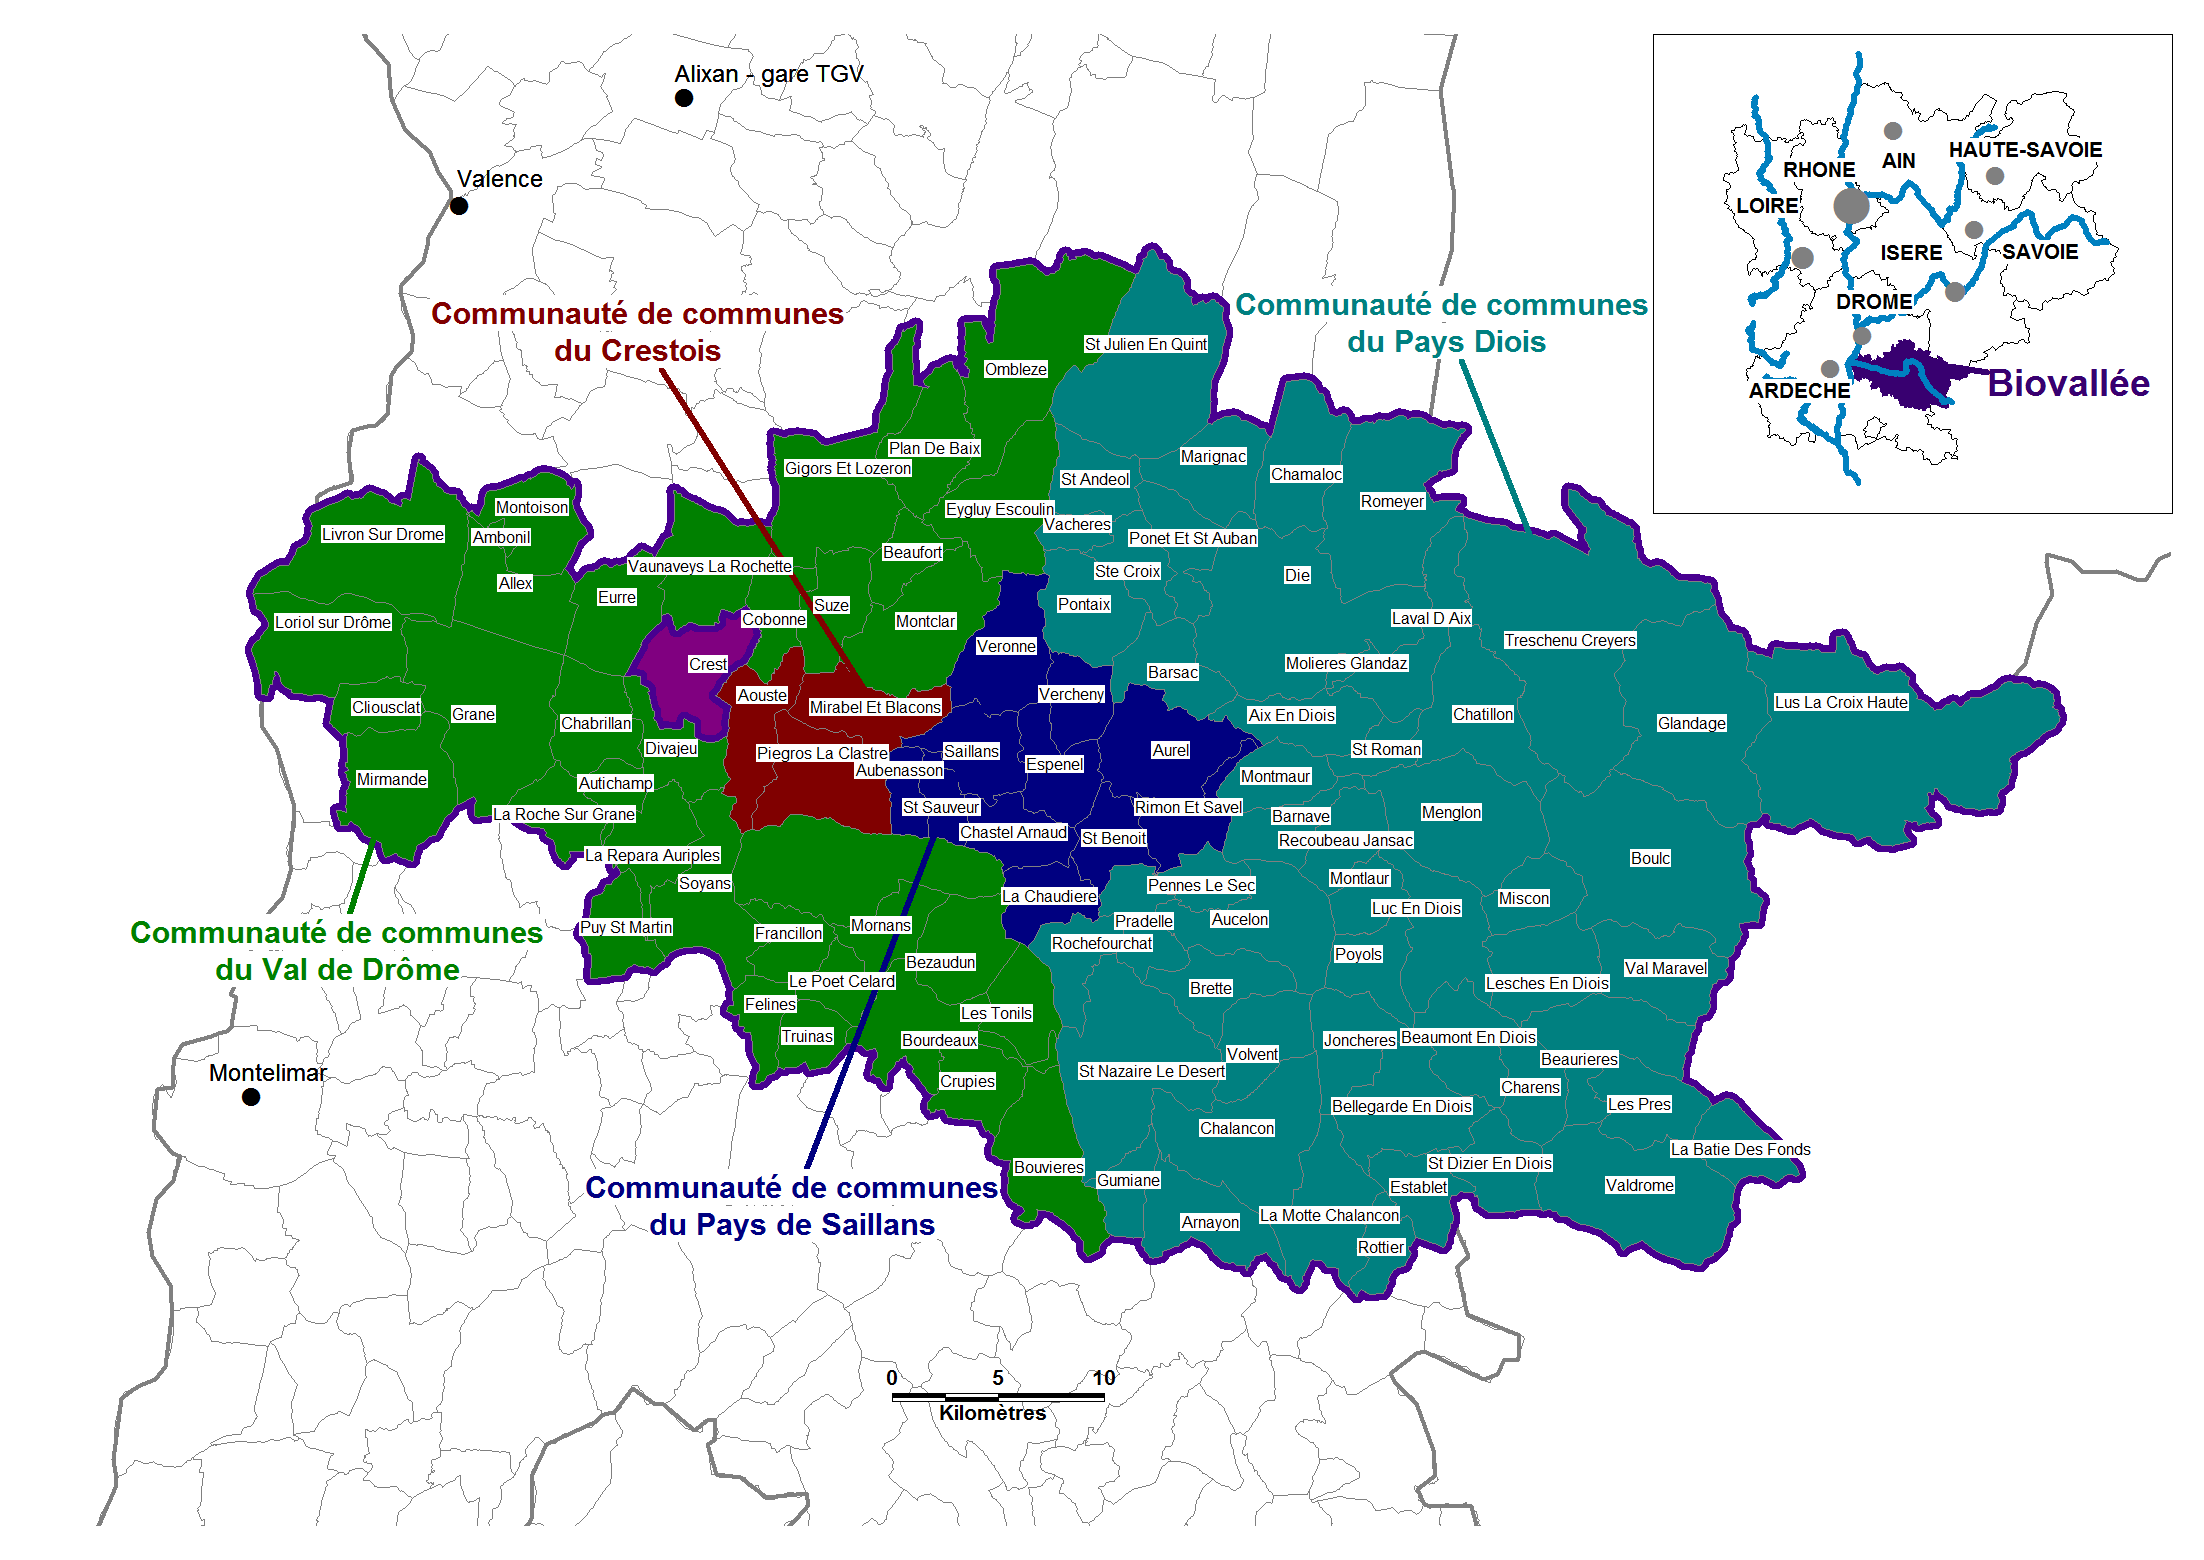 Alixan - gare TGV
Valence
Communauté de communes
du Crestois
Communauté de communes
du Pays Diois
RHONE
AIN
HAUTE-SAVOIE
LOIRE
ISERE
SAVOIE
DROME
ARDECHE
Biovallée
St Julien En Quint
Ombleze
Plan De Baix
Gigors Et Lozeron
Marignac
Chamaloc
St Andeol
Romeyer
Montoison
Eygluy Escoulin
Vacheres
Livron Sur Drome
Ambonil
Ponet Et St Auban
Beaufort
Vaunaveys La Rochette
Ste Croix
Die
Allex
Eurre
Suze
Pontaix
Cobonne
Montclar
Laval D Aix
Loriol sur Drôme
Treschenu Creyers
Veronne
Crest
Molieres Glandaz
Barsac
Aouste
Vercheny
Lus La Croix Haute
Cliousclat
Mirabel Et Blacons
Grane
Aix En Diois
Chatillon
Chabrillan
Glandage
Divajeu
Piegros La Clastre
Saillans
Aurel
St Roman
Aubenasson
Espenel
Mirmande
Autichamp
Montmaur
St Sauveur
Rimon Et Savel
La Roche Sur Grane
Barnave
Menglon
Chastel Arnaud
St Benoit
Recoubeau Jansac
La Repara Auriples
Boulc
Soyans
Pennes Le Sec
Montlaur
La Chaudiere
Miscon
Luc En Diois
Pradelle
Aucelon
Puy St Martin
Mornans
Francillon
Communauté de communes
du Val de Drôme
Rochefourchat
Poyols
Bezaudun
Val Maravel
Le Poet Celard
Lesches En Diois
Brette
Felines
Les Tonils
Truinas
Bourdeaux
Joncheres
Beaumont En Diois
Volvent
Beaurieres
Montelimar
St Nazaire Le Desert
Crupies
Charens
Bellegarde En Diois
Les Pres
Chalancon
La Batie Des Fonds
Bouvieres
St Dizier En Diois
Gumiane
Establet
Valdrome
Communauté de communes
du Pays de Saillans
Arnayon
La Motte Chalancon
Rottier
0 5 10
Kilomètres